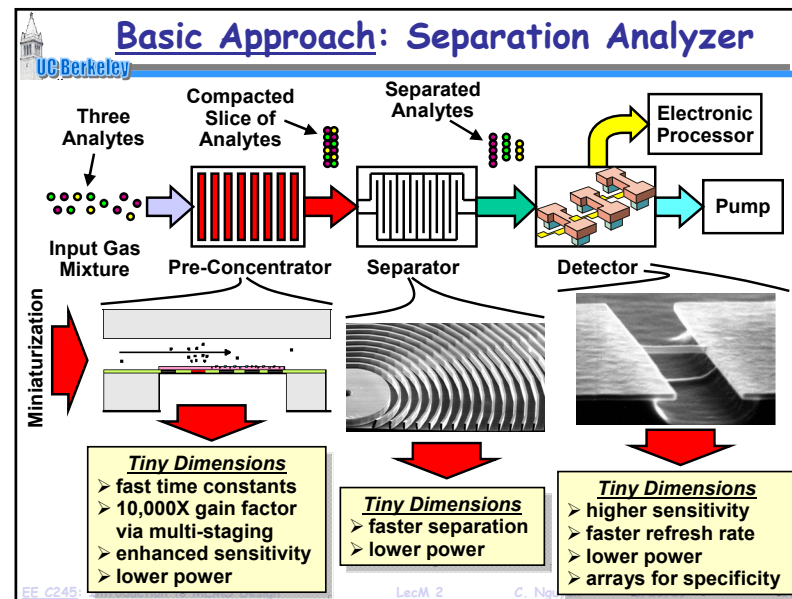 Basic Approach: Separation Analyzer
UC Berkeley
Three
Analytes
Compacted
Slice of
Analytes
Separated
Analytes
Electronic
Processor
Pump
Input Gas
Mixture
Pre-Concentrator
Separator
Detector
Miniaturization
Tiny Dimensions
➢ fast time constants
➢ 10,000X gain factor
via multi-staging
➢ enhanced sensitivity
➢ lower power
Tiny Dimensions
➢ faster separation
➢ lower power
Tiny Dimensions
➢ higher sensitivity
➢ faster refresh rate
➢ lower power
➢ arrays for specificity
EE C245:
LecM 2
C.